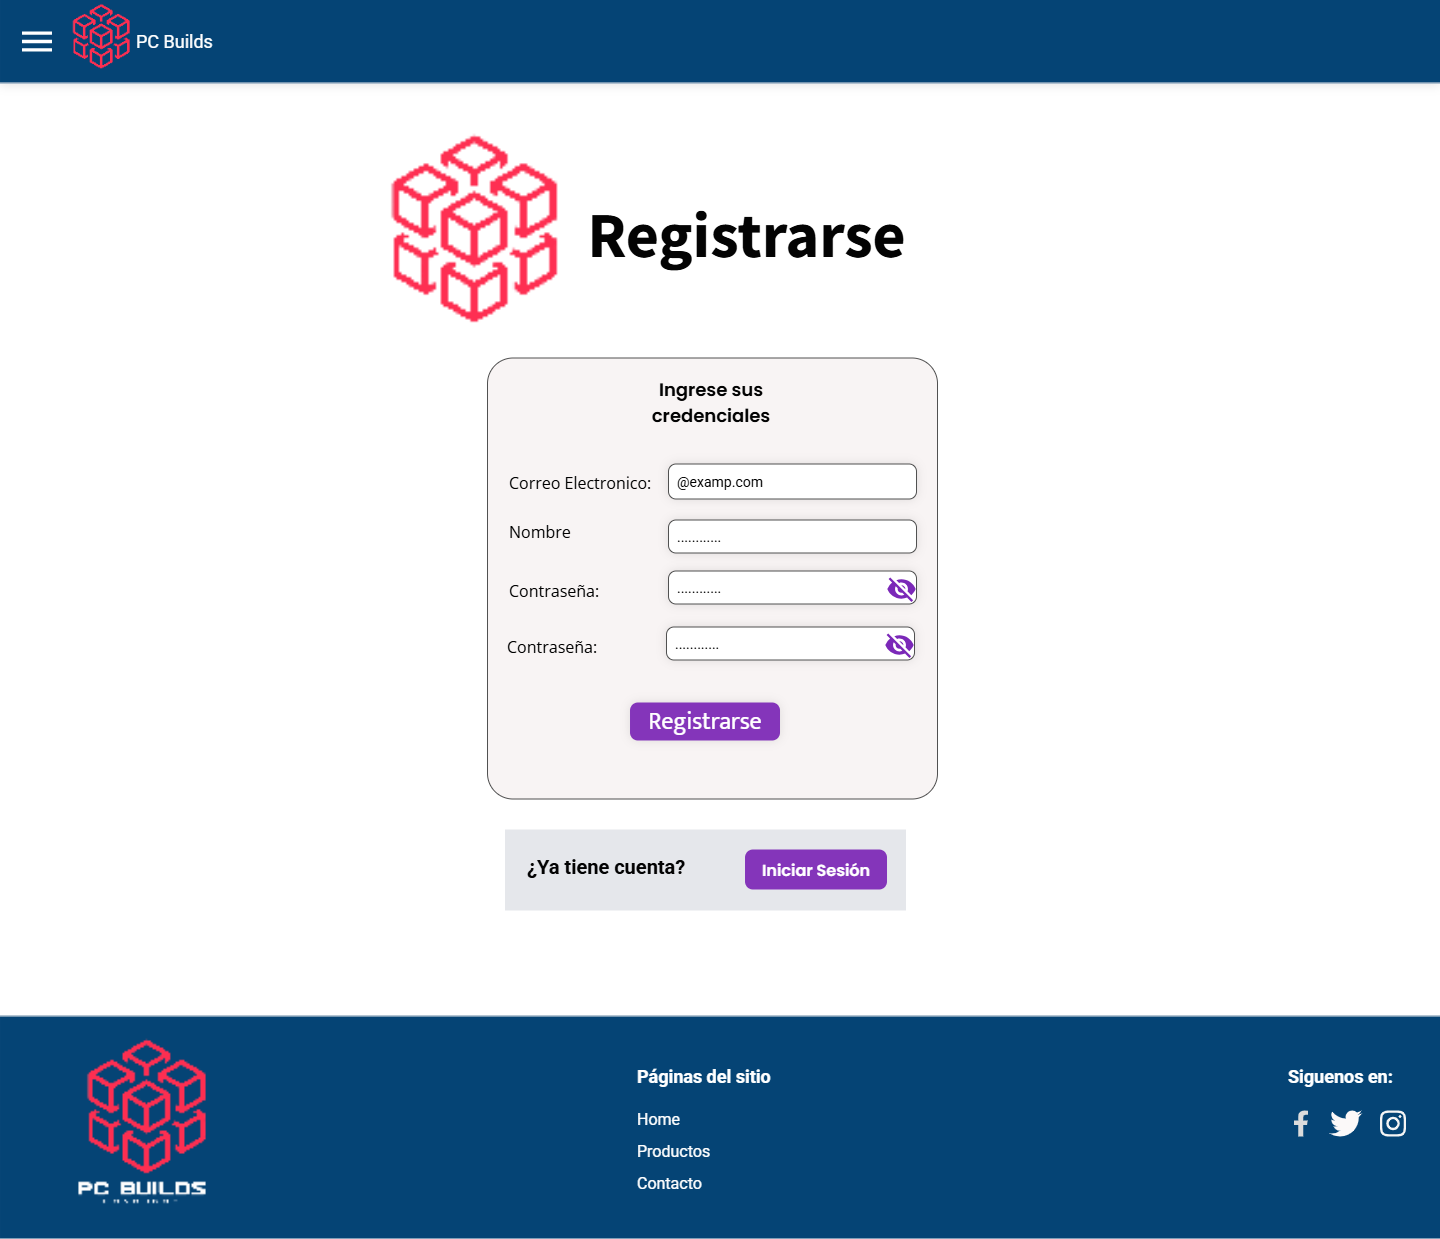 PC Builds
Registrarse
Ingrese sus
credenciales
Correo Electronico:
@examp.com
Nombre
............
Contraseña:
............
Contraseña:
............
Registrarse
¿Ya tiene cuenta?
Iniciar Sesión
Páginas del sitio
Home
Productos
Contacto
Siguenos en:
PC BUILDS